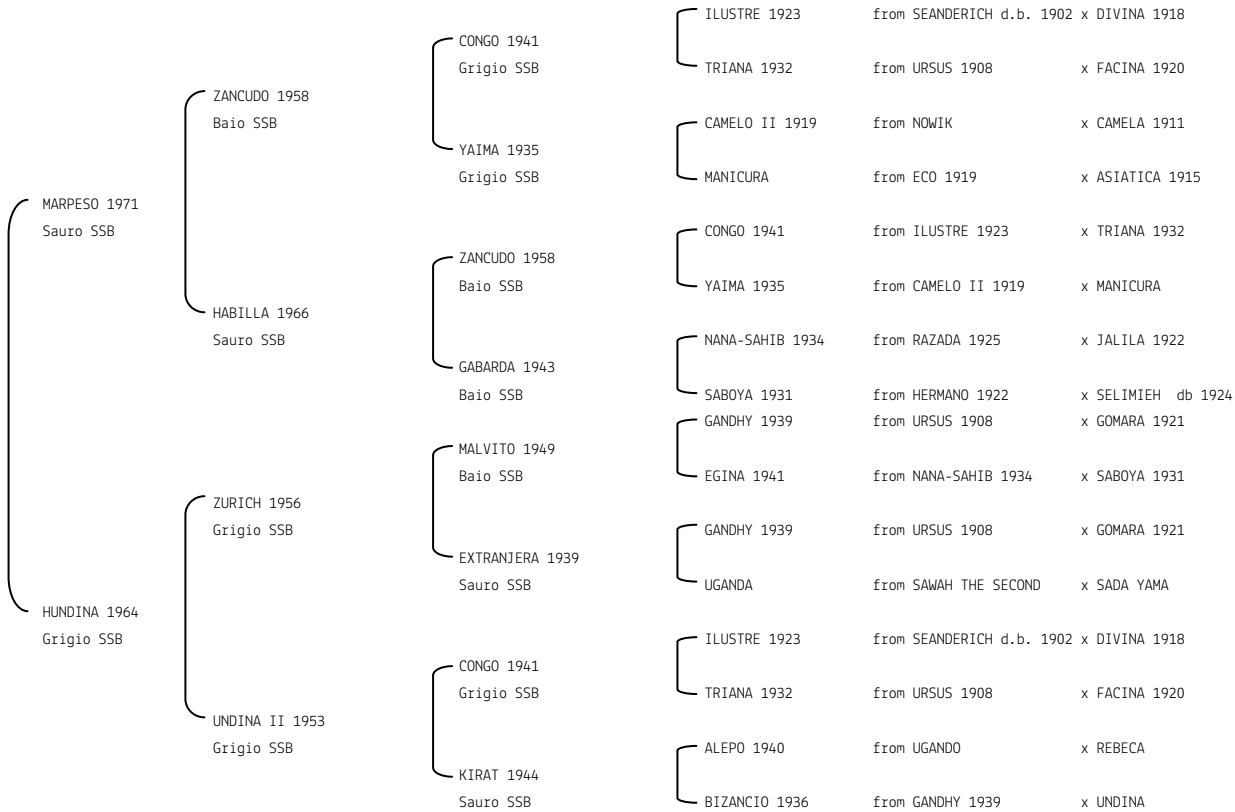 ILUSTRE 1923 from SEANDERICH d.b. 1902 x DIVINA 1918
CONGO 1941
Grigio SSB TRIANA 1932 from URSUS 1908 x FACINA 1920
ZANCUDO 1958
Baio SSB CAMELO II 1919 from NOWIK x CAMELA 1911
YAIMA 1935
Grigio SSB MANICURA from ECO 1919 x ASIATICA 1915
MARPESO 1971
Sauro SSB CONGO 1941 from ILUSTRE 1923 x TRIANA 1932
ZANCUDO 1958
Baio SSB YAIMA 1935 from CAMELO II 1919 x MANICURA
HABILLA 1966
Sauro SSB NANA-SAHIB 1934 from RAZADA 1925 x JALILA 1922
GABARDA 1943
Baio SSB SABOYA 1931 from HERMANO 1922 x SELIMIEH db 1924
GANDHY 1939 from URSUS 1908 x GOMARA 1921
MALVITO 1949
Baio SSB EGINA 1941 from NANA-SAHIB 1934 x SABOYA 1931
ZURICH 1956
Grigio SSB GANDHY 1939 from URSUS 1908 x GOMARA 1921
EXTRANJERA 1939
Sauro SSB UGANDA from SAWAH THE SECOND x SADA YAMA
HUNDINA 1964
Grigio SSB ILUSTRE 1923 from SEANDERICH d.b. 1902 x DIVINA 1918
CONGO 1941
Grigio SSB TRIANA 1932 from URSUS 1908 x FACINA 1920
UNDINA II 1953
Grigio SSB ALEPO 1940 from UGANDO x REBECA
KIRAT 1944
Sauro SSB BIZANCIO 1936 from GANDHY 1939 x UNDINA